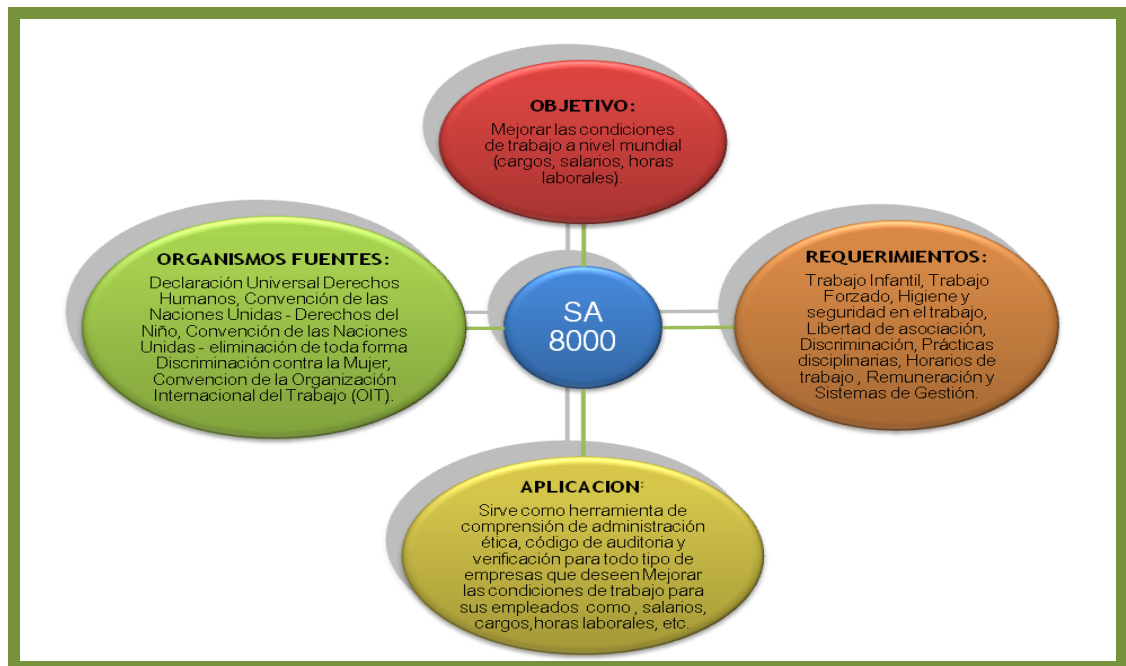 OBJETIVO:
Mejorar las condiciones
de trabajo a nivel mundial
(cargos, salarios, horas
laborales).
ORGANISMOS FUENTES:
Declaración Universal Derechos
Humanos, Convención de las
Naciones Unidas - Derechos del
Niño, Convención de las Naciones
Unidas - eliminación de toda forma
Discriminación contra la Mujer,
Convencion de la Organización
Internacional del Trabajo (OIT).
SA
8000
REQUERIMIENTOS:
Trabajo Infantil, Trabajo
Forzado, Higiene y
seguridad en el trabajo,
Libertad de asociación,
Discriminación, Prácticas
disciplinarias, Horarios de
trabajo , Remuneración y
Sistemas de Gestión.
APLICACION:
Sirve como herramienta de
comprensión de administración
ética, código de auditoria y
verificación para todo tipo de
empresas que deseen Mejorar
las condiciones de trabajo para
sus empleados como , salarios,
cargos,horas laborales, etc.